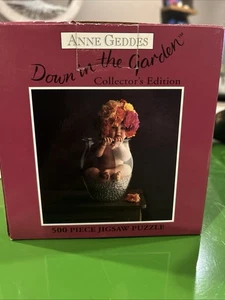 ANNE GEDDES
Down in the Garden™
Collector's Edition
500 PIECE JIGSAW PUZZLE